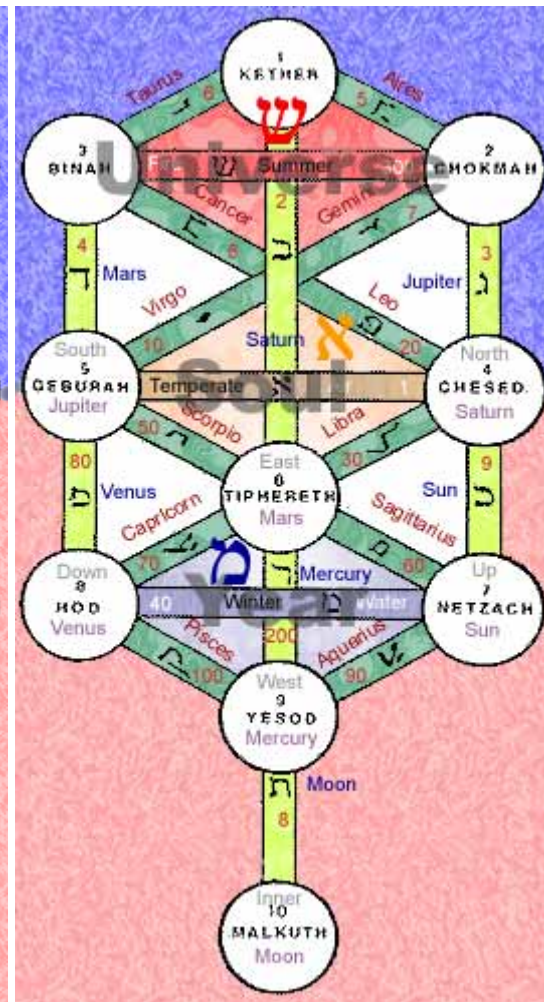 1
KETHER
Taurus
6
5
Aires
ש
3
BINAH
2
CHOKMAH
Universe
ש
Summer
Cancer
Gemini
2
8
7
4
3
ד
Mars
Jupiter
ג
Virgo
Leo
10
20
Saturn
א
South
5
GEBURAH
Jupiter
North
4
CHESED
Saturn
Temperate
א
1
Soul
Scorpio
Libra
50
30
East
6
TIPHERETH
Mars
80
Venus
9
Sun
Capricorn
Sagittarius
70
60
מ
Mercury
Down
8
HOD
Venus
Up
7
NETZACH
Sun
40
Winter
מ
Water
Year
Pisces
Aquarius
200
100
90
West
9
YESOD
Mercury
ת
Moon
8
Inner
10
MALKUTH
Moon